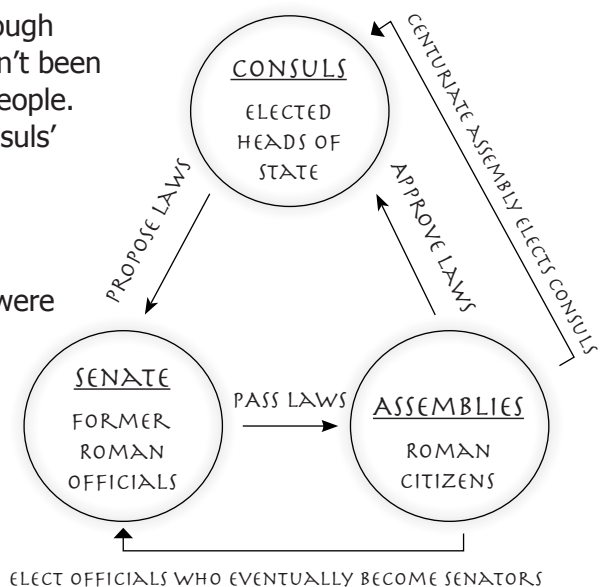 ough
n't been
eople.
suls'
were
CONSULS
ELECTED
HEADS OF
STATE
CENTURIATE ASSEMBLY ELECTS CONSULS
PROPOSE LAWS
APPROVE LAWS
SENATE
FORMER
ROMAN
OFFICIALS
PASS LAWS
ASSEMBLIES
ROMAN
CITIZENS
ELECT OFFICIALS WHO EVENTUALLY BECOME SENATORS